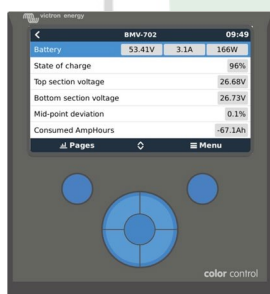 victron energy
BMV-702 09:49
Battery 53.41V 3.1A 166W
State of charge 96%
Top section voltage 26.68V
Bottom section voltage 26.73V
Mid-point deviation 0.1%
Consumed AmpHours -67.1Ah
Pages Menu
color control